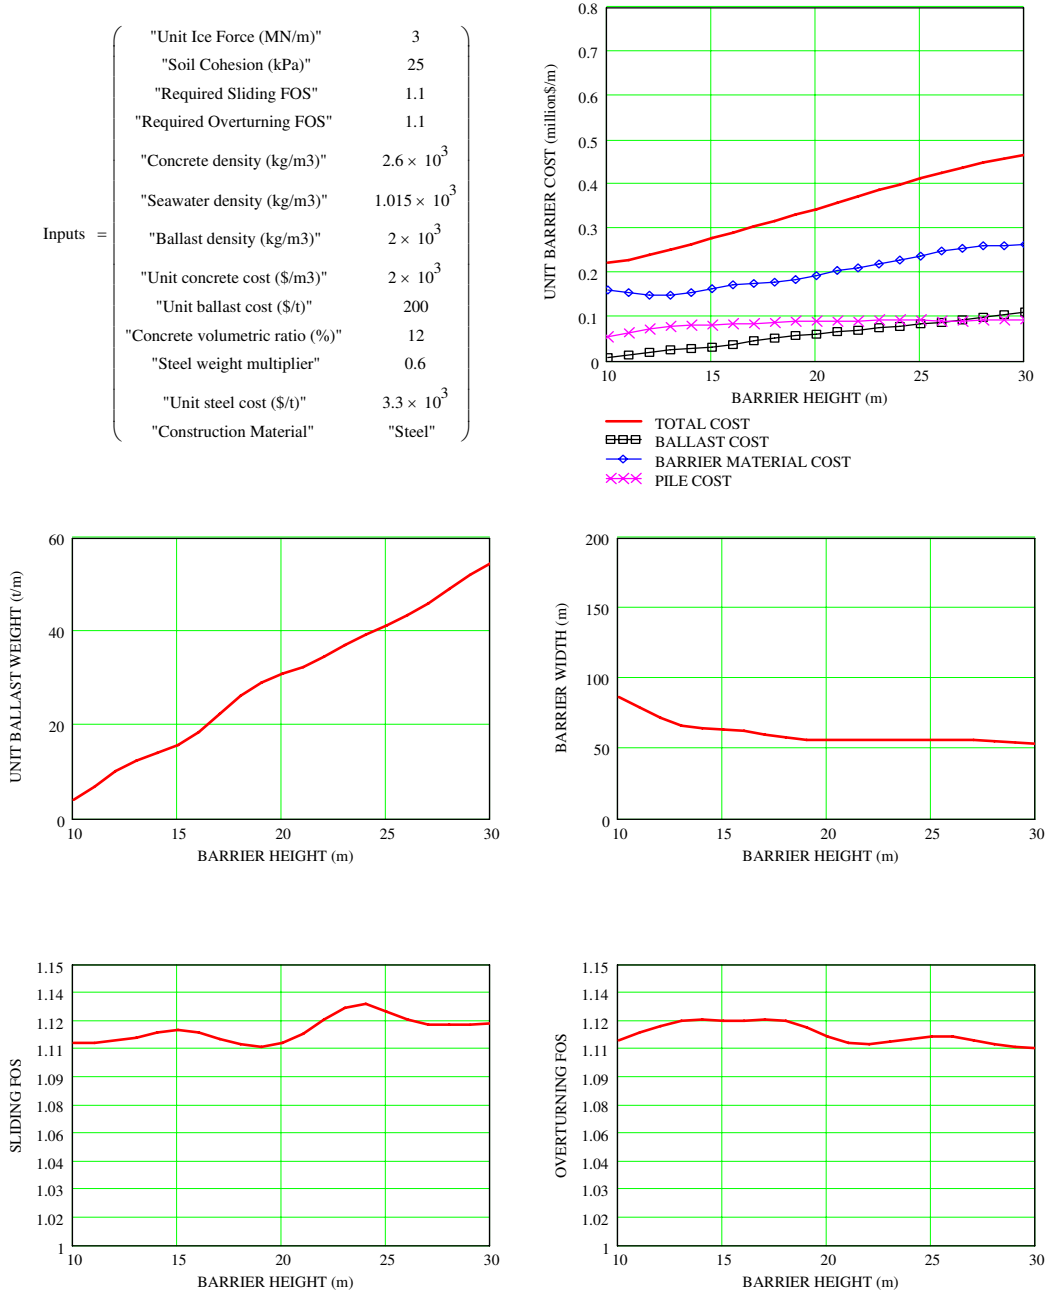 "Unit Ice Force (MN/m)" 3
"Soil Cohesion (kPa)" 25
"Required Sliding FOS" 1.1
"Required Overturning FOS" 1.1
"Concrete density (kg/m3)" 2.6 × 10^3
"Seawater density (kg/m3)" 1.015 × 10^3
Inputs = "Ballast density (kg/m3)" 2 × 10^3
"Unit concrete cost ($/m3)" 2 × 10^3
"Unit ballast cost ($/t)" 200
"Concrete volumetric ratio (%)" 12
"Steel weight multiplier" 0.6
"Unit steel cost ($/t)" 3.3 × 10^3
"Construction Material" "Steel"
UNIT BARRIER COST (million$/m)
0.8
0.7
0.6
0.5
0.4
0.3
0.2
0.1
0
10 15 20 25 30
BARRIER HEIGHT (m)
TOTAL COST
BALLAST COST
BARRIER MATERIAL COST
PILE COST
UNIT BALLAST WEIGHT (t/m)
60
40
20
0
10 15 20 25 30
BARRIER HEIGHT (m)
BARRIER WIDTH (m)
200
150
100
50
0
10 15 20 25 30
BARRIER HEIGHT (m)
SLIDING FOS
1.15
1.14
1.12
1.11
1.09
1.08
1.06
1.04
1.03
1.02
1
10 15 20 25 30
BARRIER HEIGHT (m)
OVERTURNING FOS
1.15
1.14
1.12
1.11
1.09
1.08
1.06
1.04
1.03
1.02
1
10 15 20 25 30
BARRIER HEIGHT (m)